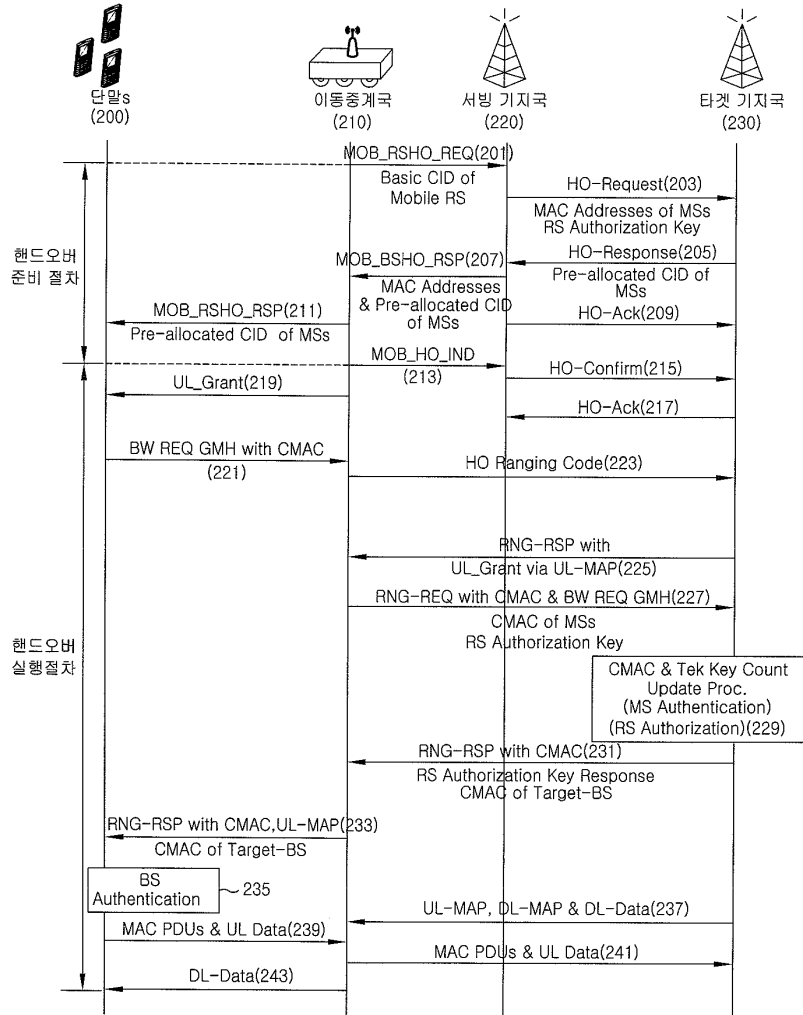 단말s 이동중계국 서빙 기지국 타겟 기지국
(200) (210) (220) (230)
MOB_RSHO_REQ(201)
Basic CID of
Mobile RS
HO-Request(203)
MAC Addresses of MSs
RS Authorization Key
핸드오버
준비 절차
HO-Response(205)
Pre-allocated CID of
MSs
MOB_BSHO_RSP(207)
MAC Addresses
& Pre-allocated CID
of MSs
HO-Ack(209)
MOB_RSHO_RSP(211)
Pre-allocated CID of MSs
MOB_HO_IND
(213)
HO-Confirm(215)
HO-Ack(217)
UL_Grant(219)
BW REQ GMH with CMAC
(221)
HO Ranging Code(223)
RNG-RSP with
UL_Grant via UL-MAP(225)
RNG-REQ with CMAC & BW REQ GMH(227)
CMAC of MSs
RS Authorization Key
핸드오버
실행절차
CMAC & Tek Key Count
Update Proc.
(MS Authentication)
(RS Authorization)(229)
RNG-RSP with CMAC(231)
RS Authorization Key Response
CMAC of Target-BS
RNG-RSP with CMAC,UL-MAP(233)
CMAC of Target-BS
BS
Authentication
235
UL-MAP, DL-MAP & DL-Data(237)
MAC PDUs & UL Data(239)
MAC PDUs & UL Data(241)
DL-Data(243)